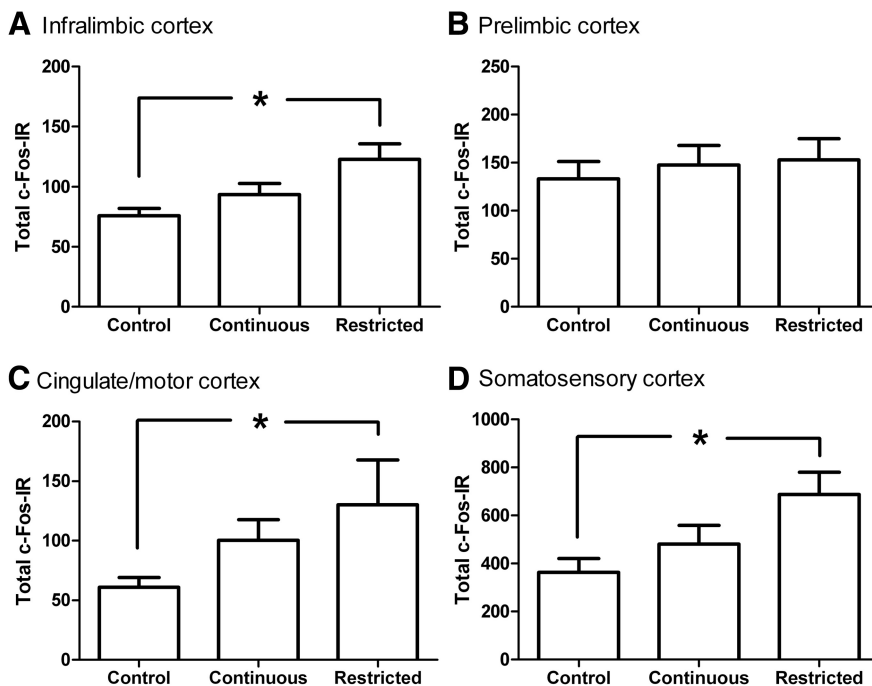 A Infralimbic cortex
200
150
100
50
0
Total c-Fos-IR
*
Control Continuous Restricted
B Prelimbic cortex
250
200
150
100
50
0
Total c-Fos-IR
Control Continuous Restricted
C Cingulate/motor cortex
200
150
100
50
0
Total c-Fos-IR
*
Control Continuous Restricted
D Somatosensory cortex
1000
800
600
400
200
0
Total c-Fos-IR
*
Control Continuous Restricted